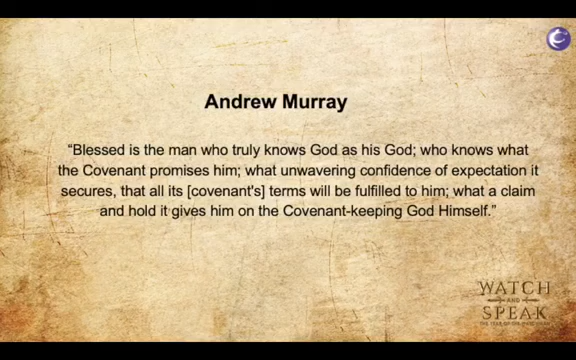 Andrew Murray
“Blessed is the man who truly knows God as his God; who knows what
the Covenant promises him; what unwavering confidence of expectation it
secures, that all its [covenant's] terms will be fulfilled to him; what a claim
and hold it gives him on the Covenant-keeping God Himself.”
WATCH
AND
SPEAK